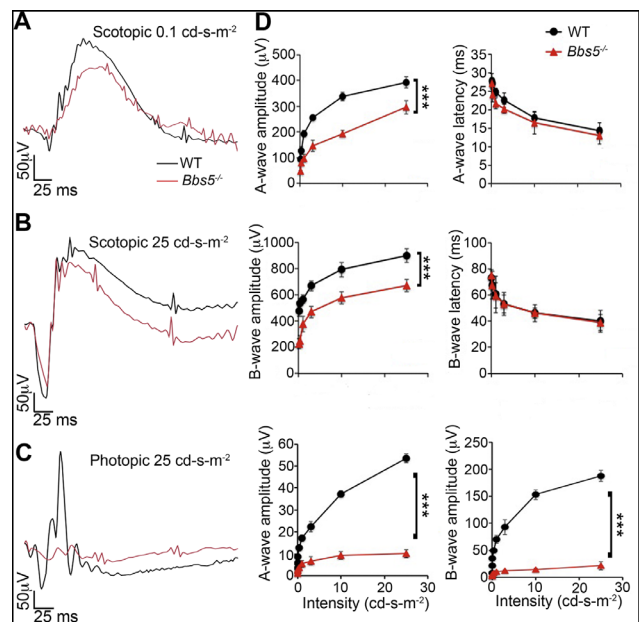 A
Scotopic 0.1 cd-s-m-2
WT
Bbs5-/-
50μV
25 ms
B
Scotopic 25 cd-s-m-2
50μV
25 ms
C
Photopic 25 cd-s-m-2
50μV
25 ms
D
WT
Bbs5-/-
A-wave amplitude (μV)
500
400
300
200
100
0
***
A-wave latency (ms)
35
30
25
20
15
10
5
0
B-wave amplitude (μV)
1000
800
600
400
200
0
***
B-wave latency (ms)
100
80
60
40
20
0
A-wave amplitude (μV)
60
50
40
30
20
10
0
***
0 10 20 30
Intensity (cd-s-m-2)
B-wave amplitude (μV)
250
200
150
100
50
0
***
0 10 20 30
Intensity (cd-s-m-2)